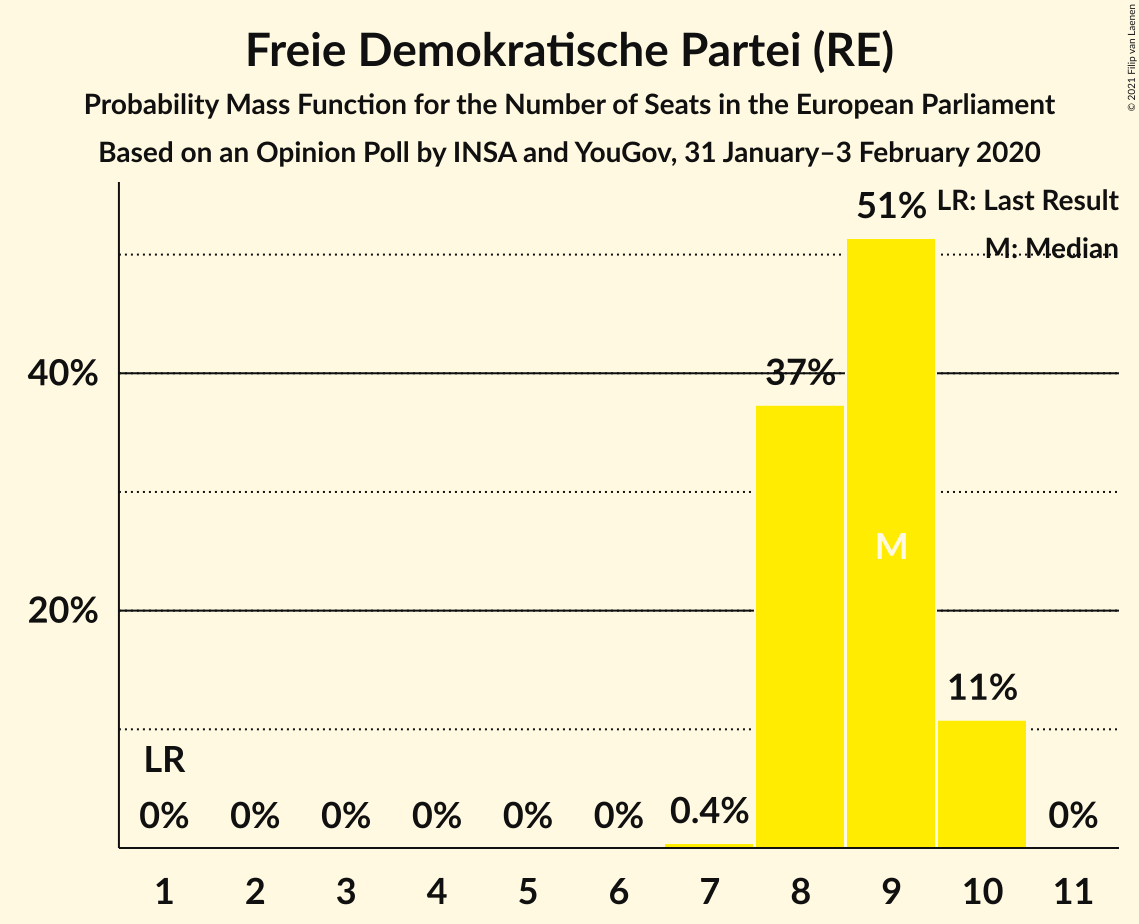 Freie Demokratische Partei (RE)
Probability Mass Function for the Number of Seats in the European Parliament
Based on an Opinion Poll by INSA and YouGov, 31 January–3 February 2020
© 2021 Filip van Laenen
51%
LR: Last Result
M: Median
40%
37%
M
20%
11%
LR
0%
0%
0%
0%
0%
0%
0.4%
0%
1 2 3 4 5 6 7 8 9 10 11